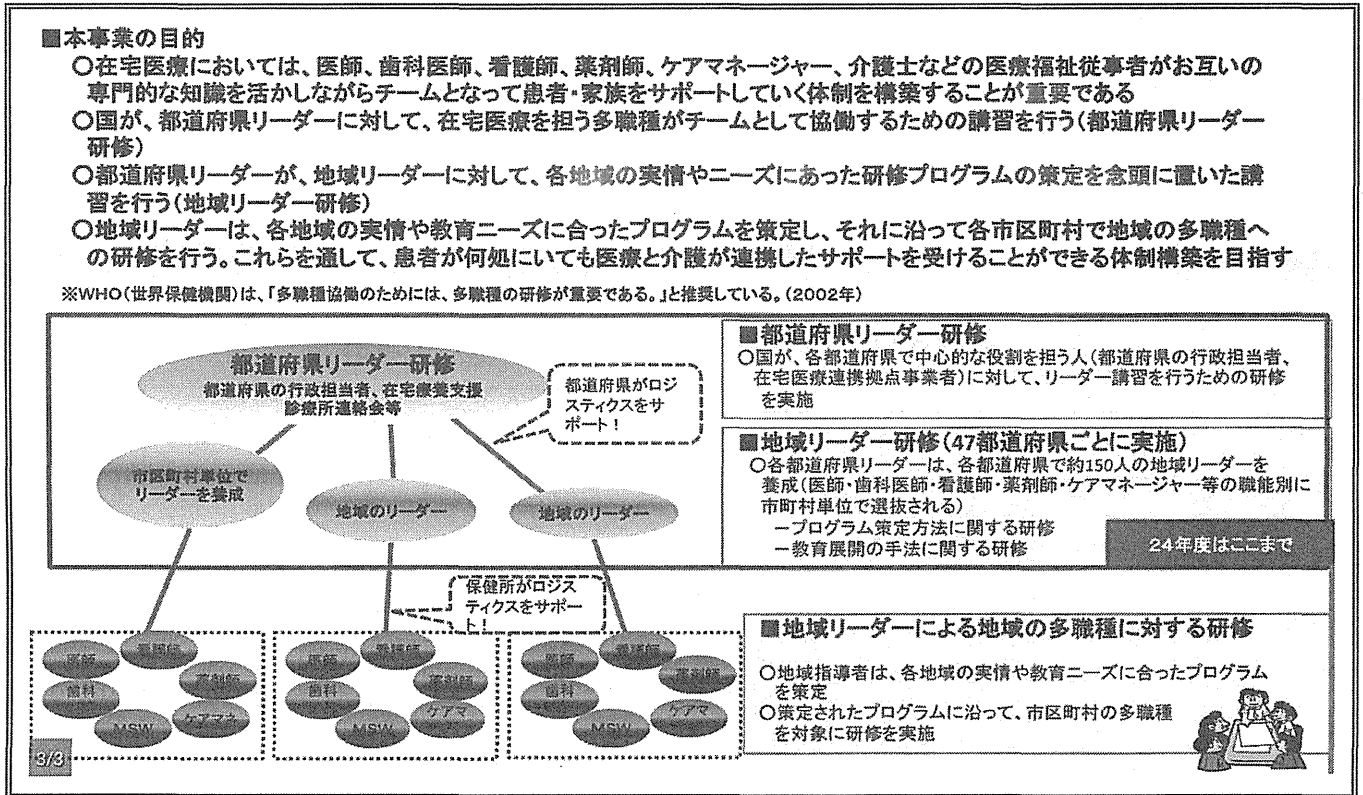 ■本事業の目的
○在宅医療においては、医師、歯科医師、看護師、薬剤師、ケアマネージャー、介護士などの医療福祉従事者がお互いの
専門的な知識を活かしながらチームとなって患者・家族をサポートしていく体制を構築することが重要である
○国が、都道府県リーダーに対して、在宅医療を担う多職種がチームとして協働するための講習を行う(都道府県リーダー
研修)
○都道府県リーダーが、地域リーダーに対して、各地域の実情やニーズにあった研修プログラムの策定を念頭に置いた講
習を行う(地域リーダー研修)
○地域リーダーは、各地域の実情や教育ニーズに合ったプログラムを策定し、それに沿って各市区町村で地域の多職種へ
の研修を行う。これらを通して、患者が何処にいても医療と介護が連携したサポートを受けることができる体制構築を目指す
※WHO(世界保健機関)は、「多職種協働のためには、多職種の研修が重要である。」と推奨している。(2002年)
都道府県リーダー研修
都道府県の行政担当者、在宅療養支援
診療所連絡会等
都道府県がロジ
スティクスをサ
ポート!
市区町村単位で
リーダーを養成
地域のリーダー
地域のリーダー
■都道府県リーダー研修
○国が、各都道府県で中心的な役割を担う人(都道府県の行政担当者、
在宅医療連携拠点事業者)に対して、リーダー講習を行うための研修
を実施
■地域リーダー研修(47都道府県ごとに実施)
○各都道府県リーダーは、各都道府県で約150人の地域リーダーを
養成(医師・歯科医師・看護師・薬剤師・ケアマネージャー等の職能別に
市町村単位で選抜される)
－プログラム策定方法に関する研修
－教育展開の手法に関する研修
24年度はここまで
保健所がロジス
ティクスをサポー
ト!
医師
看護師
薬剤師
歯科
MSW
ケアマネ
医師
看護師
薬剤師
歯科
MSW
ケアマ
医師
看護師
薬剤師
歯科
MSW
ケアマ
■地域リーダーによる地域の多職種に対する研修
○地域指導者は、各地域の実情や教育ニーズに合ったプログラム
を策定
○策定されたプログラムに沿って、市区町村の多職種
を対象に研修を実施
3/3